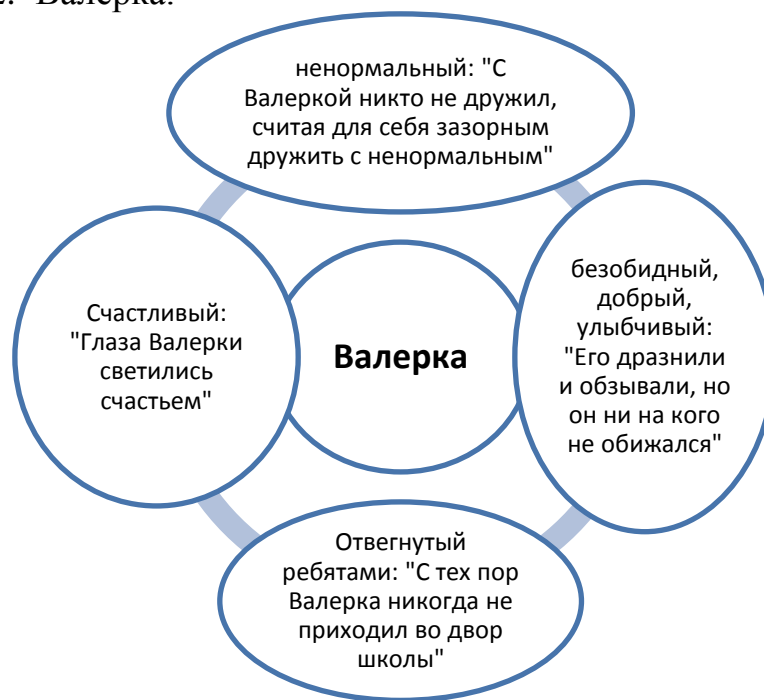 2. Валерка.
ненормальный: "С
Валеркой никто не дружил,
считая для себя зазорным
дружить с ненормальным"
безобидный,
добрый,
улыбчивый:
"Его дразнили
и обзывали, но
он ни на кого
не обижался"
Отвегнутый
ребятами: "С тех пор
Валерка никогда не
приходил во двор
школы"
Счастливый:
"Глаза Валерки
светились
счастьем"
Валерка